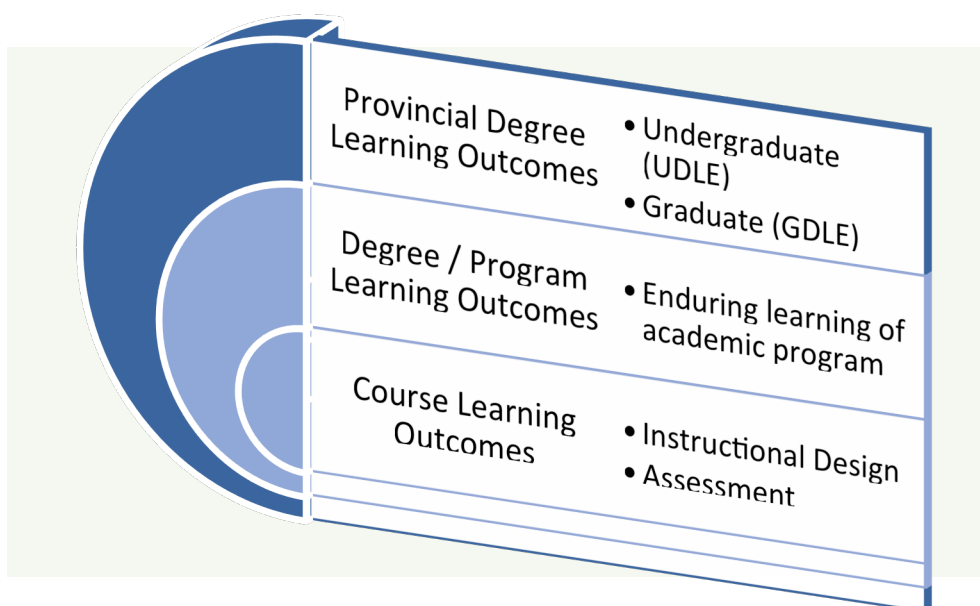 Provincial Degree
Learning Outcomes
• Undergraduate
(UDLE)
• Graduate (GDLE)
Degree / Program
Learning Outcomes
• Enduring learning of
academic program
Course Learning
Outcomes
• Instructional Design
• Assessment